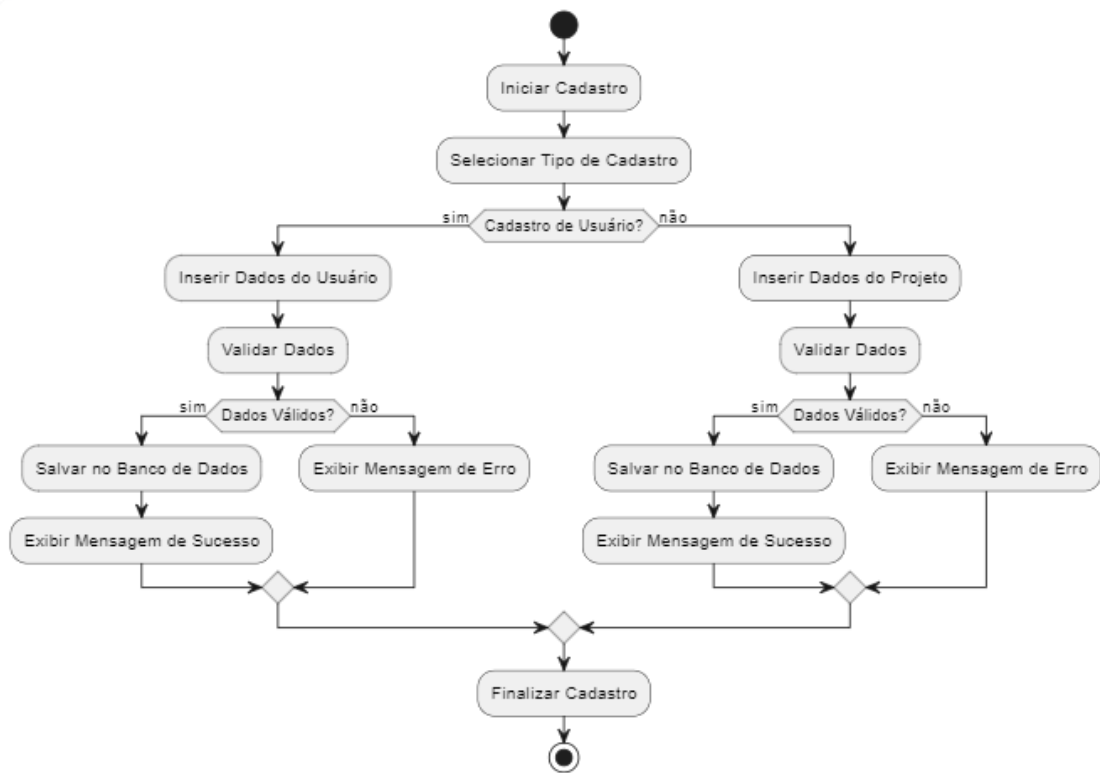 Iniciar Cadastro
Selecionar Tipo de Cadastro
sim
Cadastro de Usuário?
não
Inserir Dados do Usuário
Inserir Dados do Projeto
Validar Dados
Validar Dados
sim
Dados Válidos?
não
sim
Dados Válidos?
não
Salvar no Banco de Dados
Exibir Mensagem de Erro
Salvar no Banco de Dados
Exibir Mensagem de Erro
Exibir Mensagem de Sucesso
Exibir Mensagem de Sucesso
Finalizar Cadastro